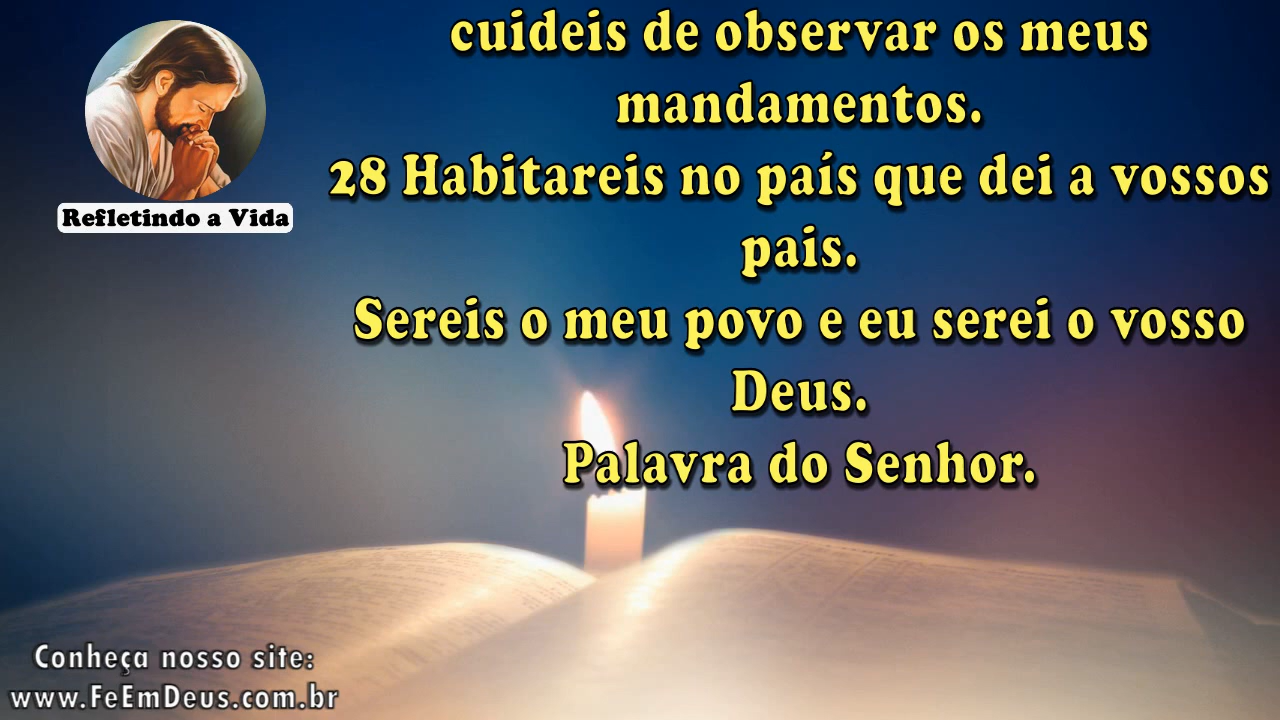 cuideis de observar os meus
mandamentos.
28 Habitareis no país que dei a vossos
pais.
Sereis o meu povo e eu serei o vosso
Deus.
Palavra do Senhor.
Refletindo a Vida
Conheça nosso site:
www.FeEmDeus.com.br